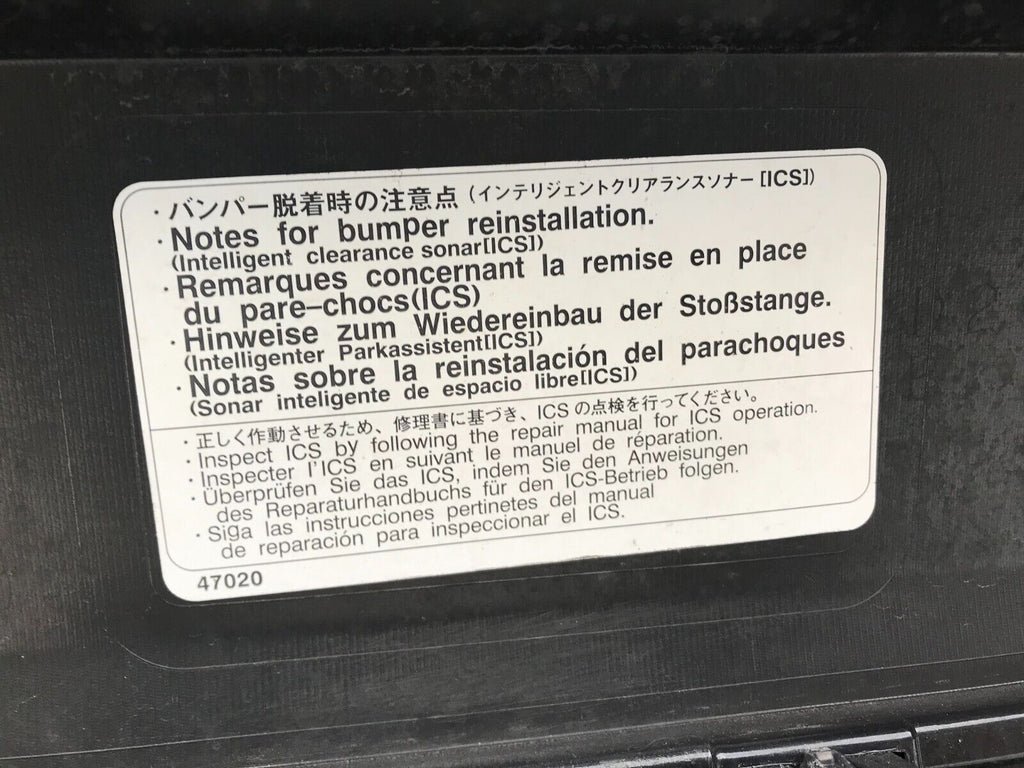 ・バンパー脱着時の注意点（インテリジェントクリアランスソナー[ICS]）
・Notes for bumper reinstallation.
(Intelligent clearance sonar[ICS])
・Remarques concernant la remise en place
du pare-chocs(ICS)
・Hinweise zum Wiedereinbau der Stoßstange.
(Intelligenter Parkassistent[ICS])
・Notas sobre la reinstalación del parachoques
(Sonar inteligente de espacio libre[ICS])
・正しく作動させるため、修理書に基づき、ICSの点検を行ってください。
・Inspect ICS by following the repair manual for ICS operation.
・Inspecter l'ICS en suivant le manuel de réparation.
・Überprüfen Sie das ICS, indem Sie den Anweisungen
des Reparaturhandbuchs für den ICS-Betrieb folgen.
・Siga las instrucciones pertinetes del manual
de reparación para inspeccionar el ICS.
47020